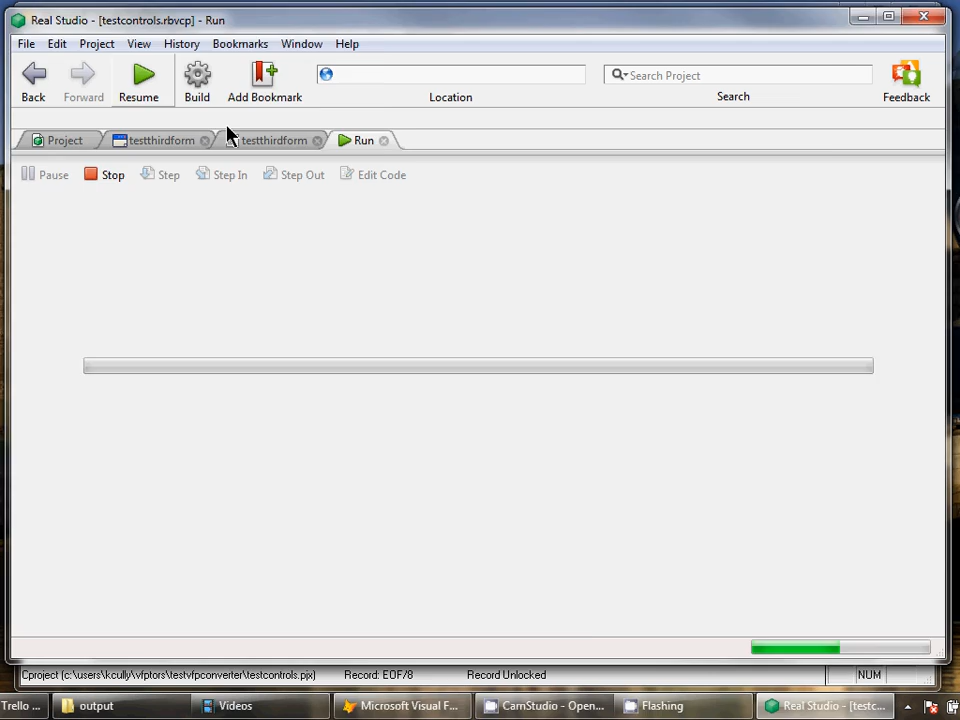 Real Studio - [testcontrols.rbvcp] - Run
File Edit Project View History Bookmarks Window Help
Back Forward Resume Build Add Bookmark Location Search Project Search Feedback
Project testthirdform testthirdform Run
Pause Stop Step Step In Step Out Edit Code
Cproject (c:\users\kcully\vfptors\testvfpconverter\testcontrols.pjx) Record: EOF/8 Record Unlocked NUM
Trello ... output Videos Microsoft Visual F... CamStudio - Open... Flashing Real Studio - [testc...